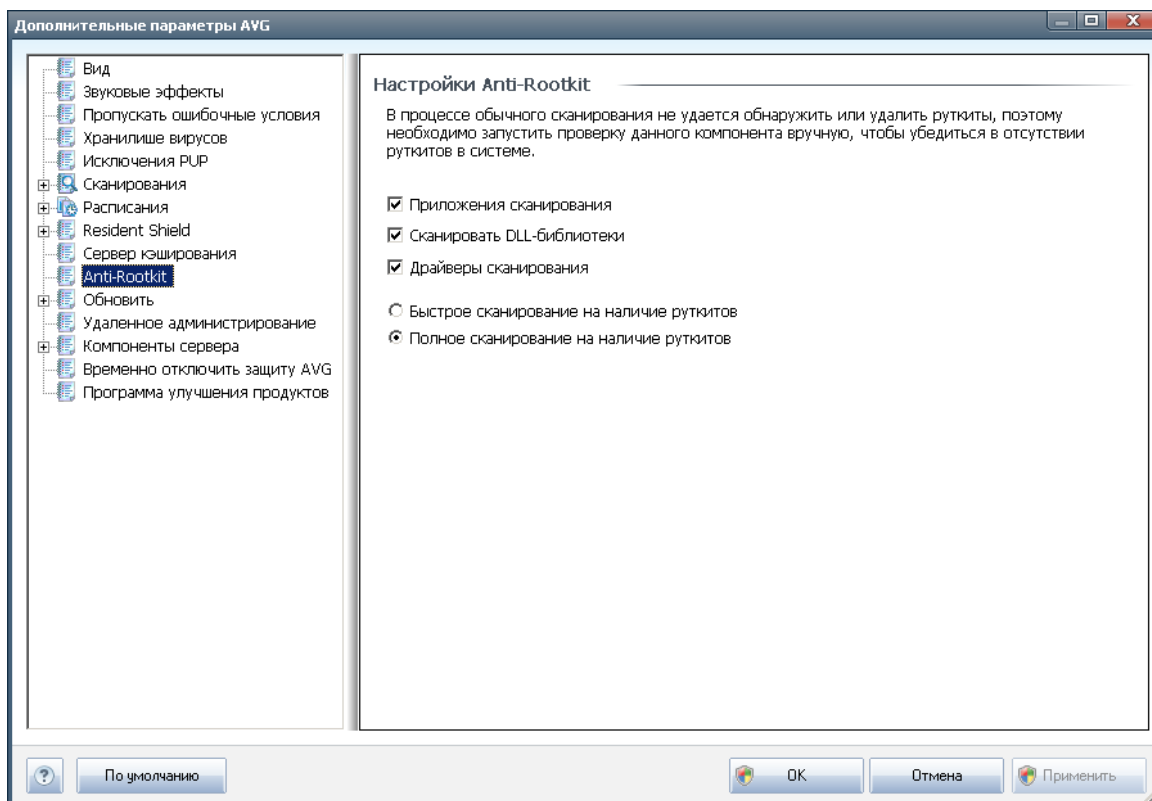 Дополнительные параметры AVG
Вид
Звуковые эффекты
Пропускать ошибочные условия
Хранилише вирусов
Исключения PUP
Сканирования
Расписания
Resident Shield
Сервер кэширования
Anti-Rootkit
Обновить
Удаленное администрирование
Компоненты сервера
Временно отключить защиту AVG
Программа улучшения продуктов
Настройки Anti-Rootkit
В процессе обычного сканирования не удается обнаружить или удалить руткиты, поэтому
необходимо запустить проверку данного компонента вручную, чтобы убедиться в отсутствии
руткитов в системе.
Приложения сканирования
Сканировать DLL-библиотеки
Драйверы сканирования
Быстрое сканирование на наличие руткитов
Полное сканирование на наличие руткитов
?
По умолчанию
OK
Отмена
Применить